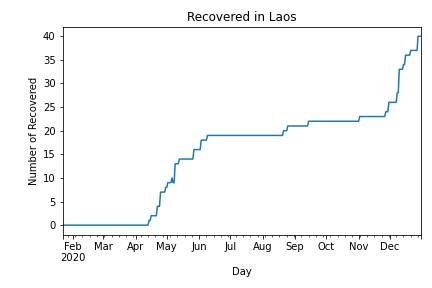 Recovered in Laos
Number of Recovered
40
35
30
25
20
15
10
5
0
Feb Mar Apr May Jun Jul Aug Sep Oct Nov Dec
2020
Day